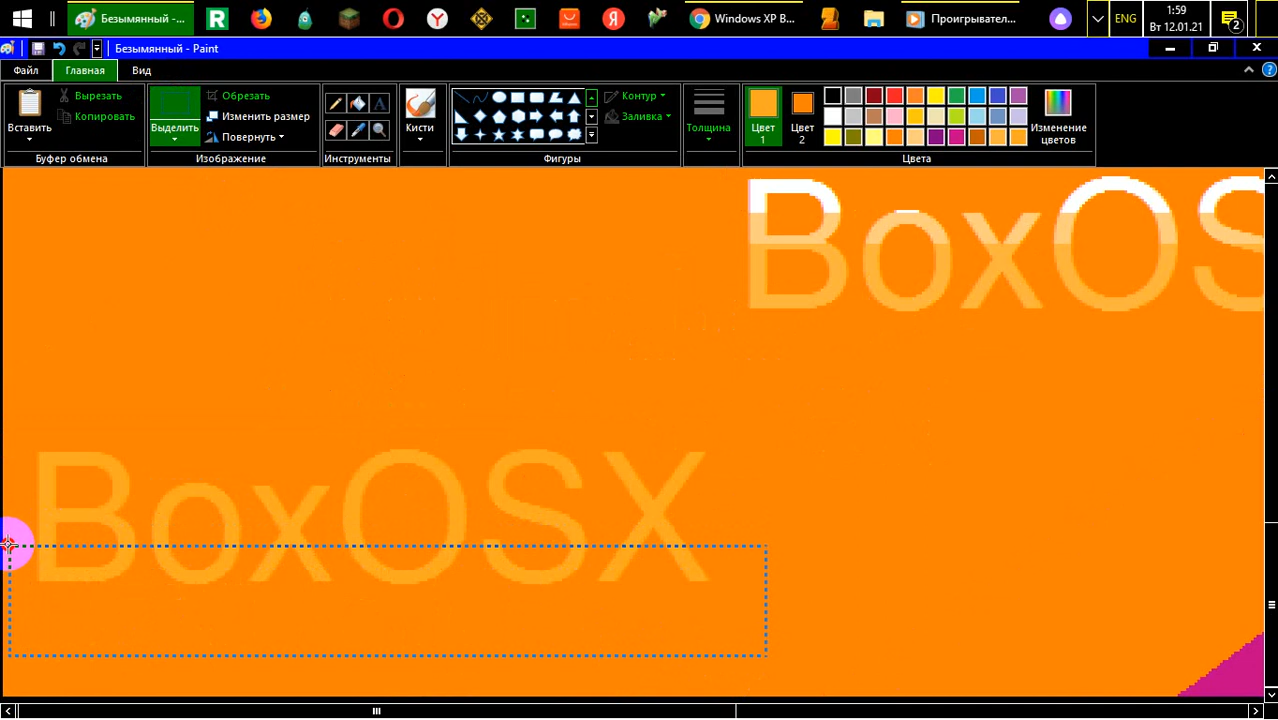 Безымянный -...
Windows XP B...
Проигрывател...
ENG
1:59
Вт 12.01.21
2
Безымянный - Paint
Файл
Главная
Вид
Вставить
Вырезать
Копировать
Буфер обмена
Выделить
Обрезать
Изменить размер
Повернуть
Изображение
Инструменты
Кисти
Контур
Заливка
Фигуры
Толщина
Цвет
1
Цвет
2
Изменение
цветов
Цвета
BoxOS
BoxOSX